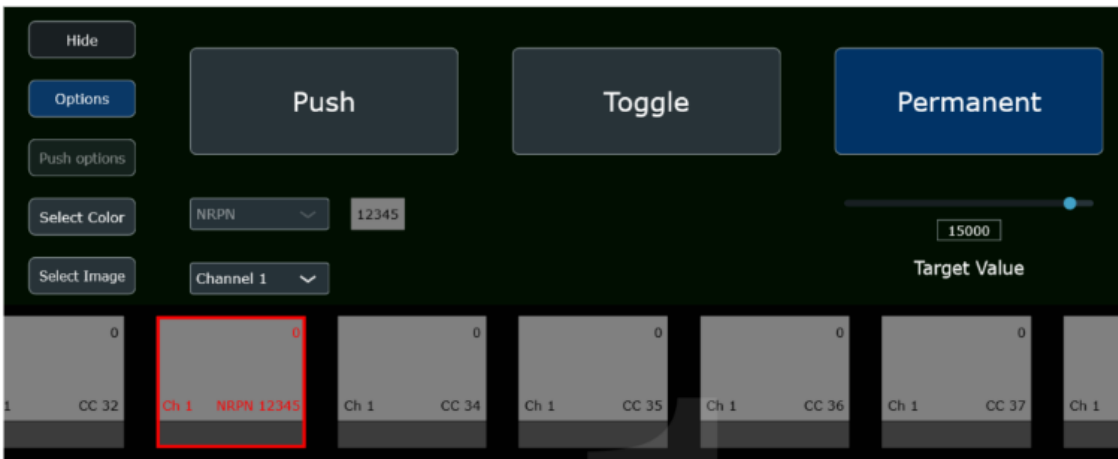 Hide
Options
Push options
Select Color
Select Image
Push
Toggle
Permanent
NRPN
12345
Channel 1
15000
Target Value
0
1 CC 32
0
Ch 1 NRPN 12345
0
Ch 1 CC 34
0
Ch 1 CC 35
0
Ch 1 CC 36
0
Ch 1 CC 37
Ch 1